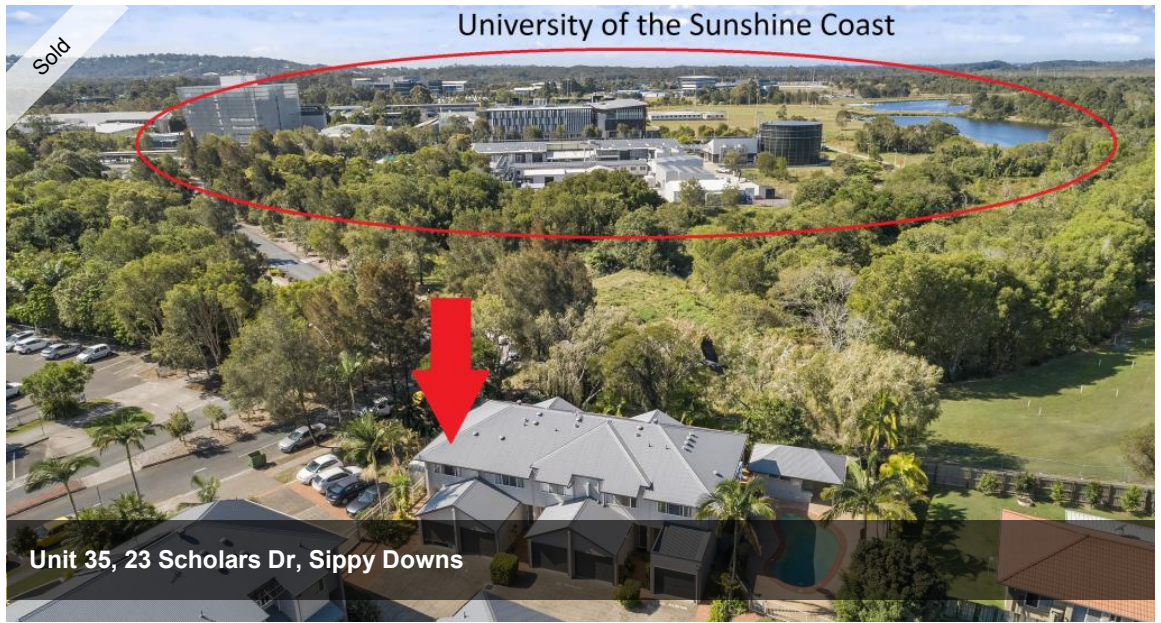 University of the Sunshine Coast
Sold
Unit 35, 23 Scholars Dr, Sippy Downs